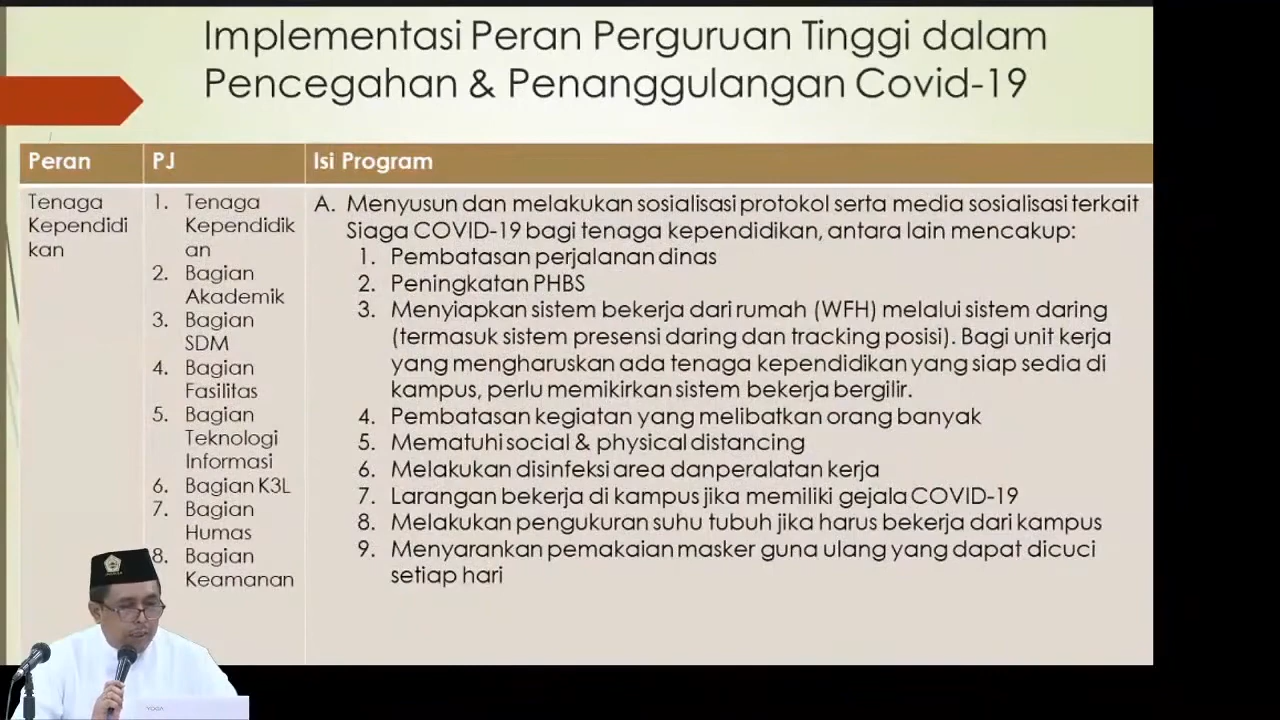 Implementasi Peran Perguruan Tinggi dalam
Pencegahan & Penanggulangan Covid-19
Peran
PJ
Isi Program
Tenaga
Kependidi
kan
1. Tenaga
Kependidik
an
2. Bagian
Akademik
3. Bagian
SDM
4. Bagian
Fasilitas
5. Bagian
Teknologi
Informasi
6. Bagian K3L
7. Bagian
Humas
8. Bagian
Keamanan
A. Menyusun dan melakukan sosialisasi protokol serta media sosialisasi terkait
Siaga COVID-19 bagi tenaga kependidikan, antara lain mencakup:
1. Pembatasan perjalanan dinas
2. Peningkatan PHBS
3. Menyiapkan sistem bekerja dari rumah (WFH) melalui sistem daring
(termasuk sistem presensi daring dan tracking posisi). Bagi unit kerja
yang mengharuskan ada tenaga kependidikan yang siap sedia di
kampus, perlu memikirkan sistem bekerja bergilir.
4. Pembatasan kegiatan yang melibatkan orang banyak
5. Mematuhi social & physical distancing
6. Melakukan disinfeksi area danperalatan kerja
7. Larangan bekerja di kampus jika memiliki gejala COVID-19
8. Melakukan pengukuran suhu tubuh jika harus bekerja dari kampus
9. Menyarankan pemakaian masker guna ulang yang dapat dicuci
setiap hari
YOGA